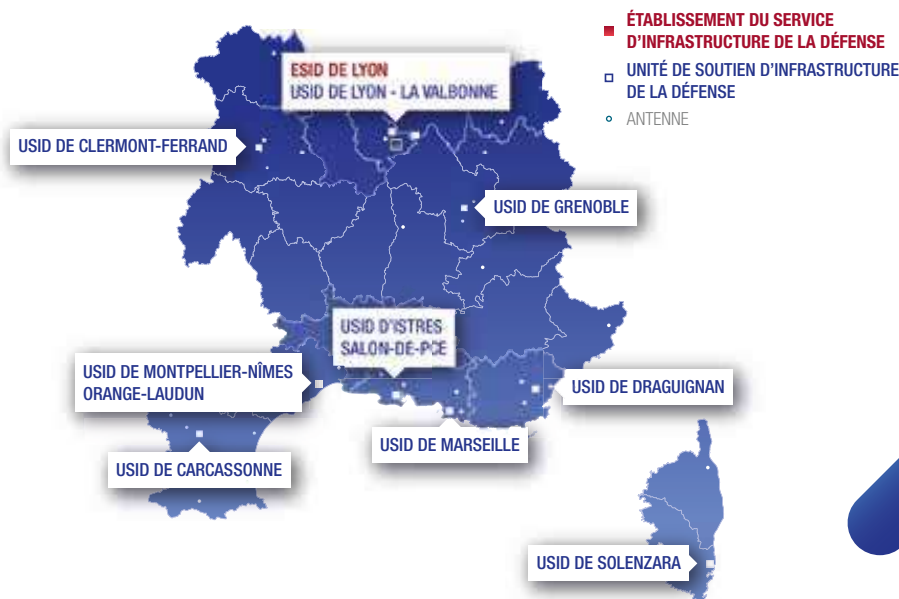 ÉTABLISSEMENT DU SERVICE
D'INFRASTRUCTURE DE LA DÉFENSE
UNITÉ DE SOUTIEN D'INFRASTRUCTURE
DE LA DÉFENSE
ANTENNE
ESID DE LYON
USID DE LYON - LA VALBONNE
USID DE CLERMONT-FERRAND
USID DE GRENOBLE
USID D'ISTRES
SALON-DE-PCE
USID DE MONTPELLIER-NÎMES
ORANGE-LAUDUN
USID DE DRAGUIGNAN
USID DE MARSEILLE
USID DE CARCASSONNE
USID DE SOLENZARA